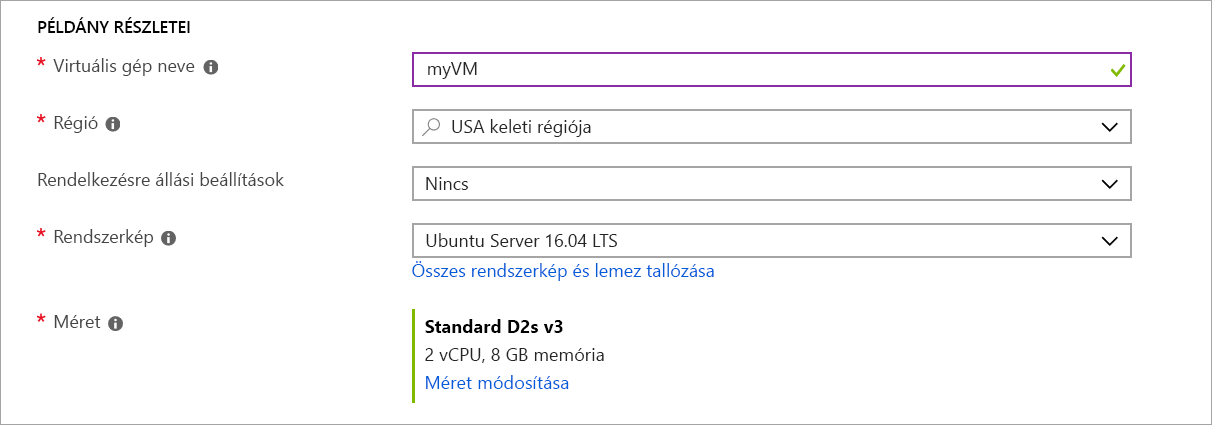 PÉLDÁNY RÉSZLETEI
* Virtuális gép neve
myVM
* Régió
USA keleti régiója
Rendelkezésre állási beállítások
Nincs
* Rendszerkép
Ubuntu Server 16.04 LTS
Összes rendszerkép és lemez tallózása
* Méret
Standard D2s v3
2 vCPU, 8 GB memória
Méret módosítása